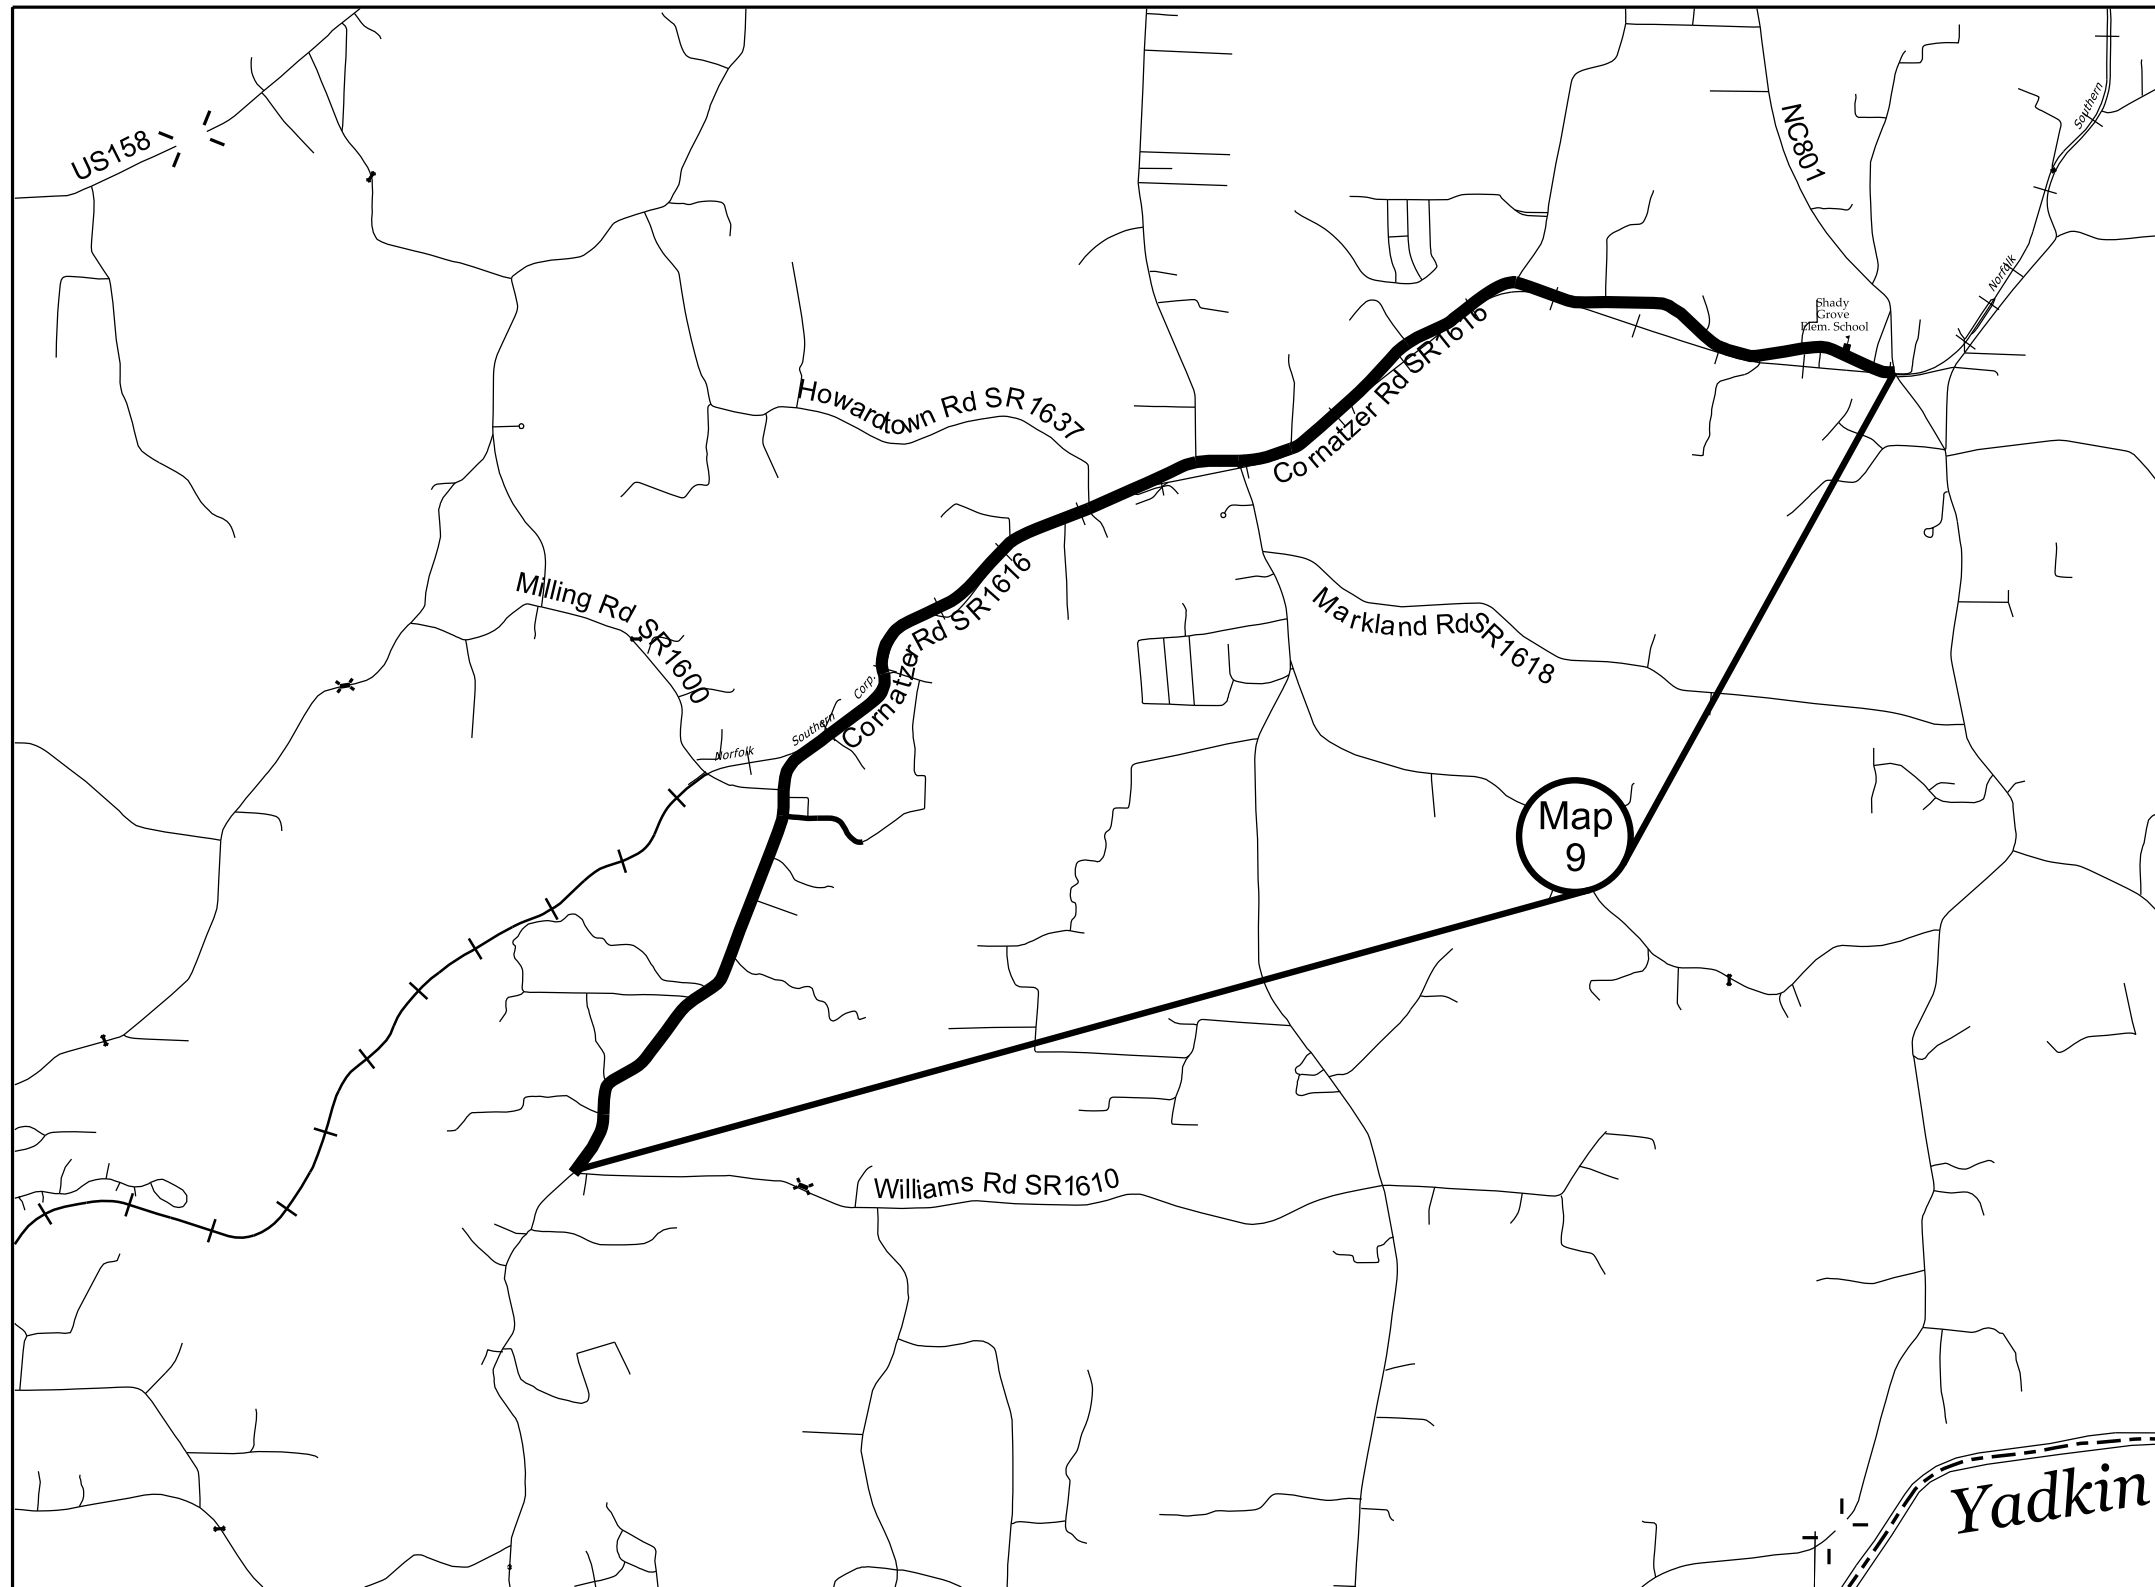 US158
NC801
Southern
Norfolk
Shady
Grove
Elem. School
Howardtown Rd SR1637
Cornatzer Rd SR1616
Milling Rd SR1600
Cornatzer Rd SR1616
Markland Rd SR1618
Corp.
Southern
Norfolk
Map
9
Williams Rd SR1610
Yadkin